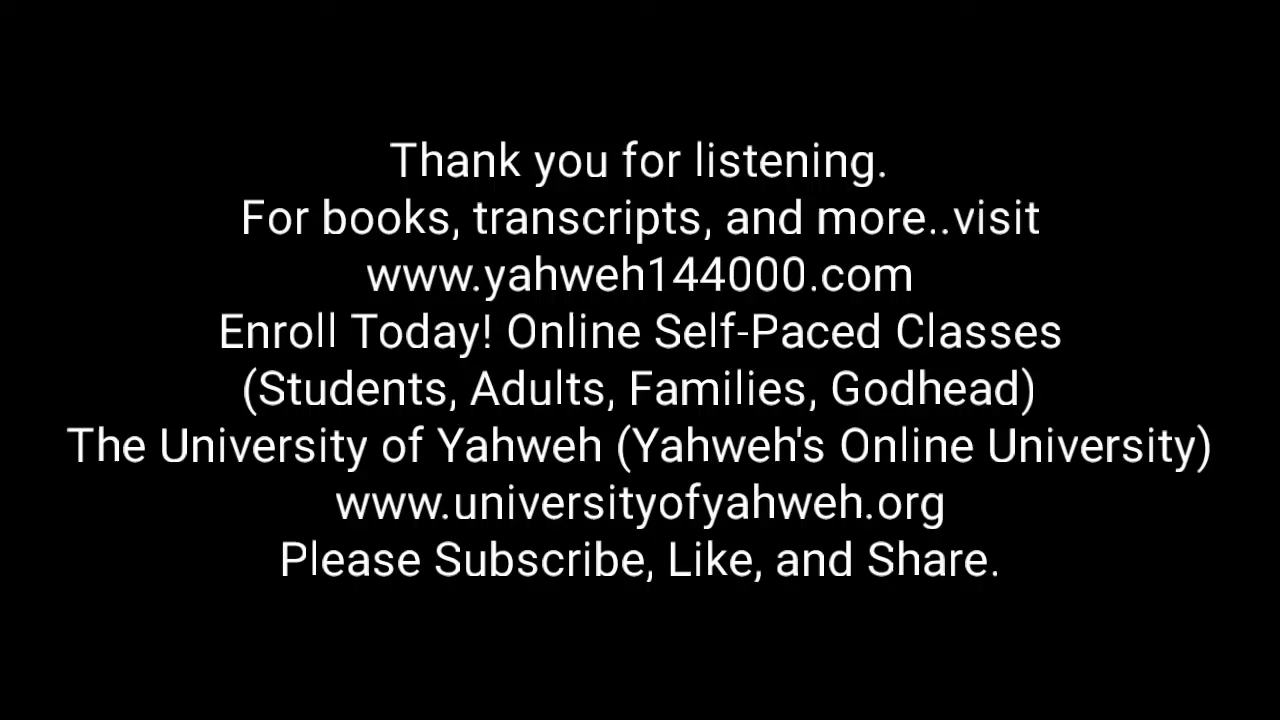 Thank you for listening.
For books, transcripts, and more..visit
www.yahweh144000.com
Enroll Today! Online Self-Paced Classes
(Students, Adults, Families, Godhead)
The University of Yahweh (Yahweh's Online University)
www.universityofyahweh.org
Please Subscribe, Like, and Share.